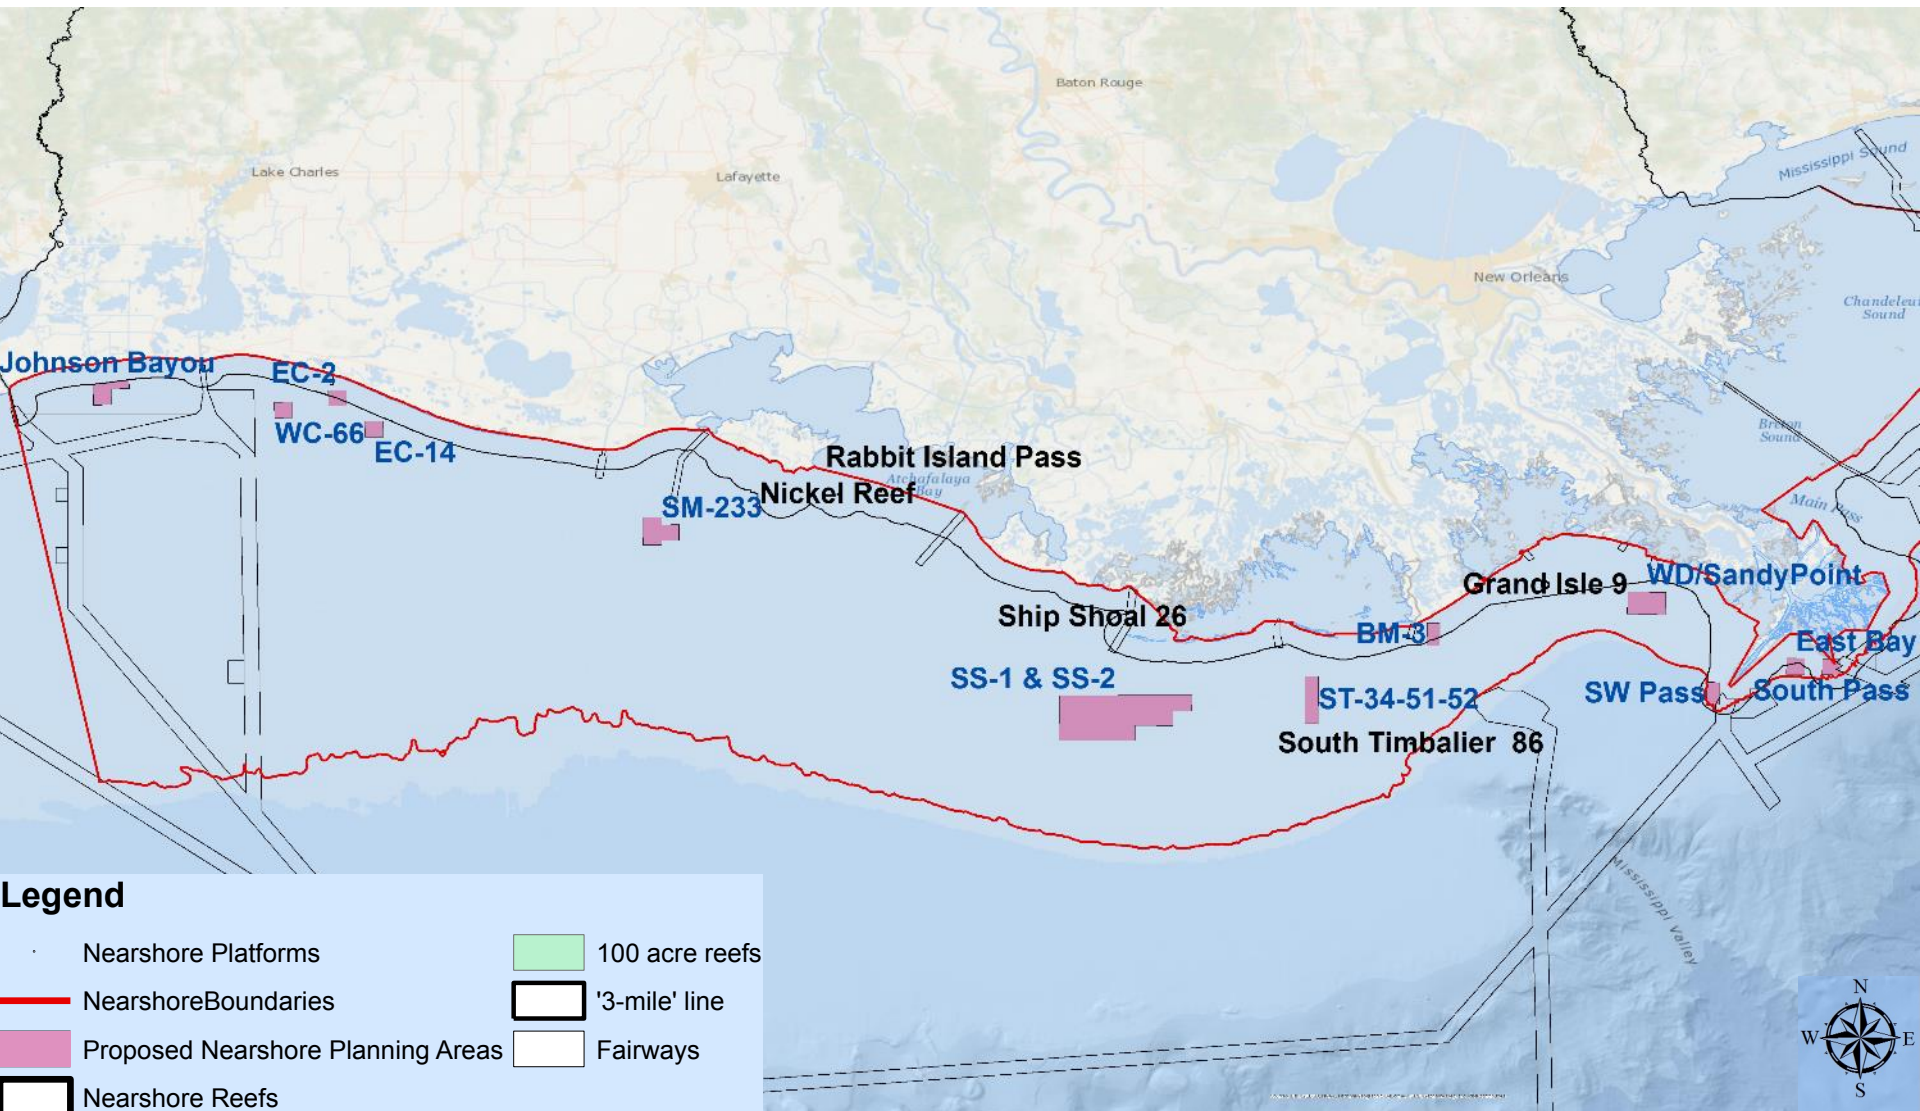 Baton Rouge
Mississippi Sound
Lake Charles
Lafayette
New Orleans
Chandeleur
Sound
Johnson Bayou
EC-2
WC-66
EC-14
Breton
Sound
Rabbit Island Pass
Atchafalaya
Bay
Nickel Reef
SM-233
Main Pass
Grand Isle 9
WD/SandyPoint
Ship Shoal 26
BM-3
East Bay
SS-1 & SS-2
ST-34-51-52
SW Pass
South Pass
South Timbalier 86
Mississippi Valley
Legend
Nearshore Platforms
NearshoreBoundaries
Proposed Nearshore Planning Areas
Nearshore Reefs
100 acre reefs
'3-mile' line
Fairways
N
W
E
S